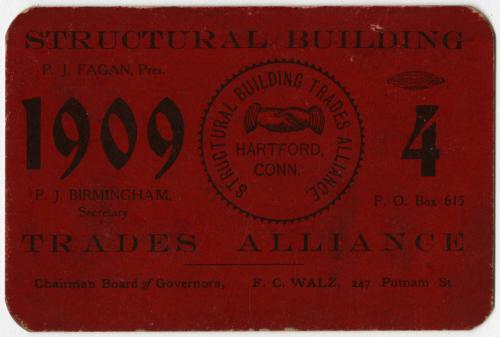 STRUCTURAL BUILDING
P. J. FAGAN, Pres.
1909
STRUCTURAL BUILDING TRADES ALLIANCE.
HARTFORD,
CONN.
4
P. J. BIRMINGHAM,
Secretary
P. O. Box 615
TRADES ALLIANCE
Chairman Board of Governors, F. C. WALZ, 247 Putnam St